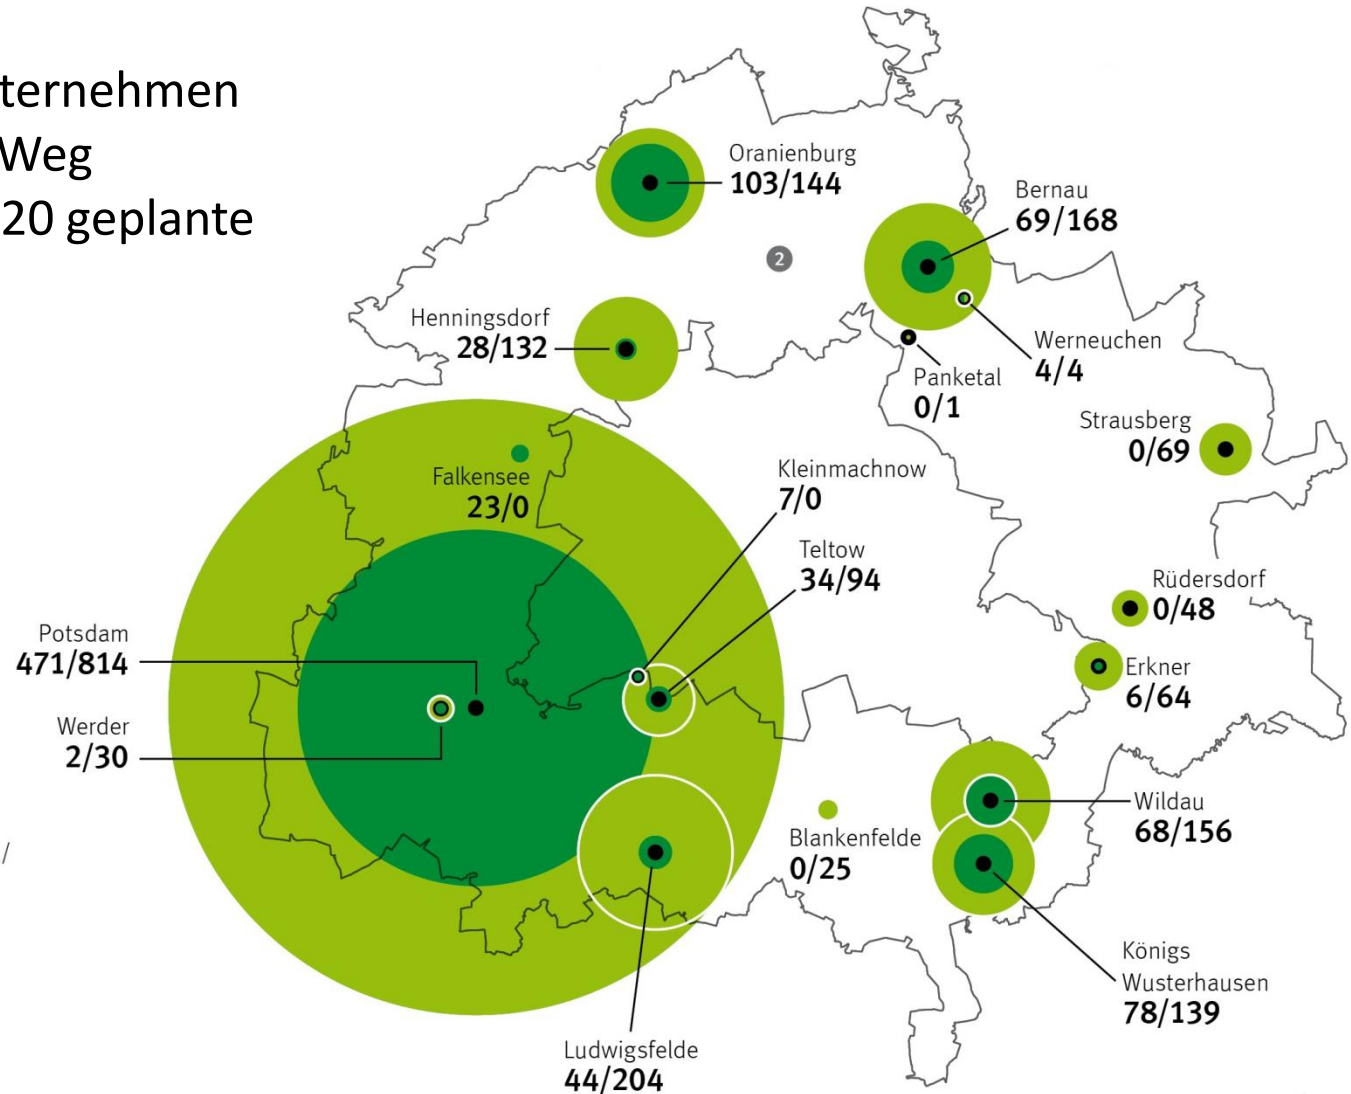 ternehmen
Weg
20 geplante
Oranienburg
103/144
Bernau
69/168
2
Henningsdorf
28/132
Werneuchen
4/4
Panketal
0/1
Strausberg
0/69
Falkensee
23/0
Kleinmachnow
7/0
Teltow
34/94
Rüdersdorf
0/48
Potsdam
471/814
Erkner
6/64
Werder
2/30
Wildau
68/156
Blankenfelde
0/25
/
Königs
Wusterhausen
78/139
Ludwigsfelde
44/204